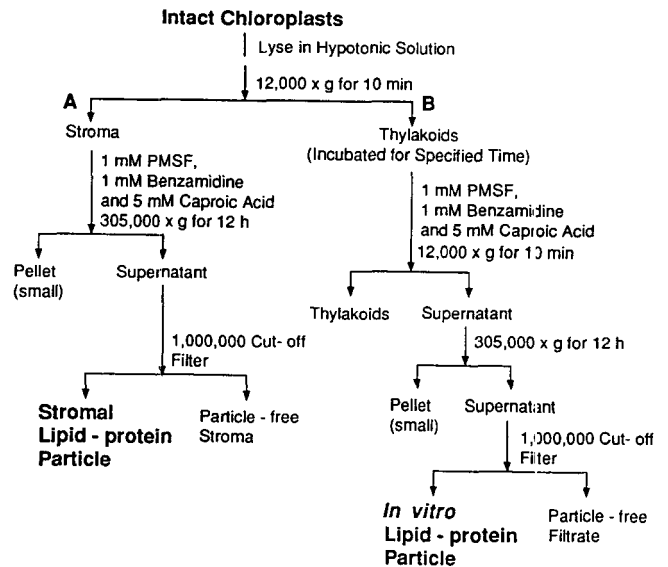 Intact Chloroplasts
Lyse in Hypotonic Solution
12,000 x g for 10 min
A
B
Stroma
1 mM PMSF,
1 mM Benzamidine
and 5 mM Caproic Acid
305,000 x g for 12 h
Pellet
(small)
Supernatant
1,000,000 Cut- off
Filter
Stromal
Lipid - protein
Particle
Particle - free
Stroma
Thylakoids
(Incubated for Specified Time)
1 mM PMSF,
1 mM Benzamidine
and 5 mM Caproic Acid
12,000 x g for 10 min
Thylakoids
Supernatant
305,000 x g for 12 h
Pellet
(small)
Supernatant
1,000,000 Cut- off
Filter
In vitro
Lipid - protein
Particle
Particle - free
Filtrate